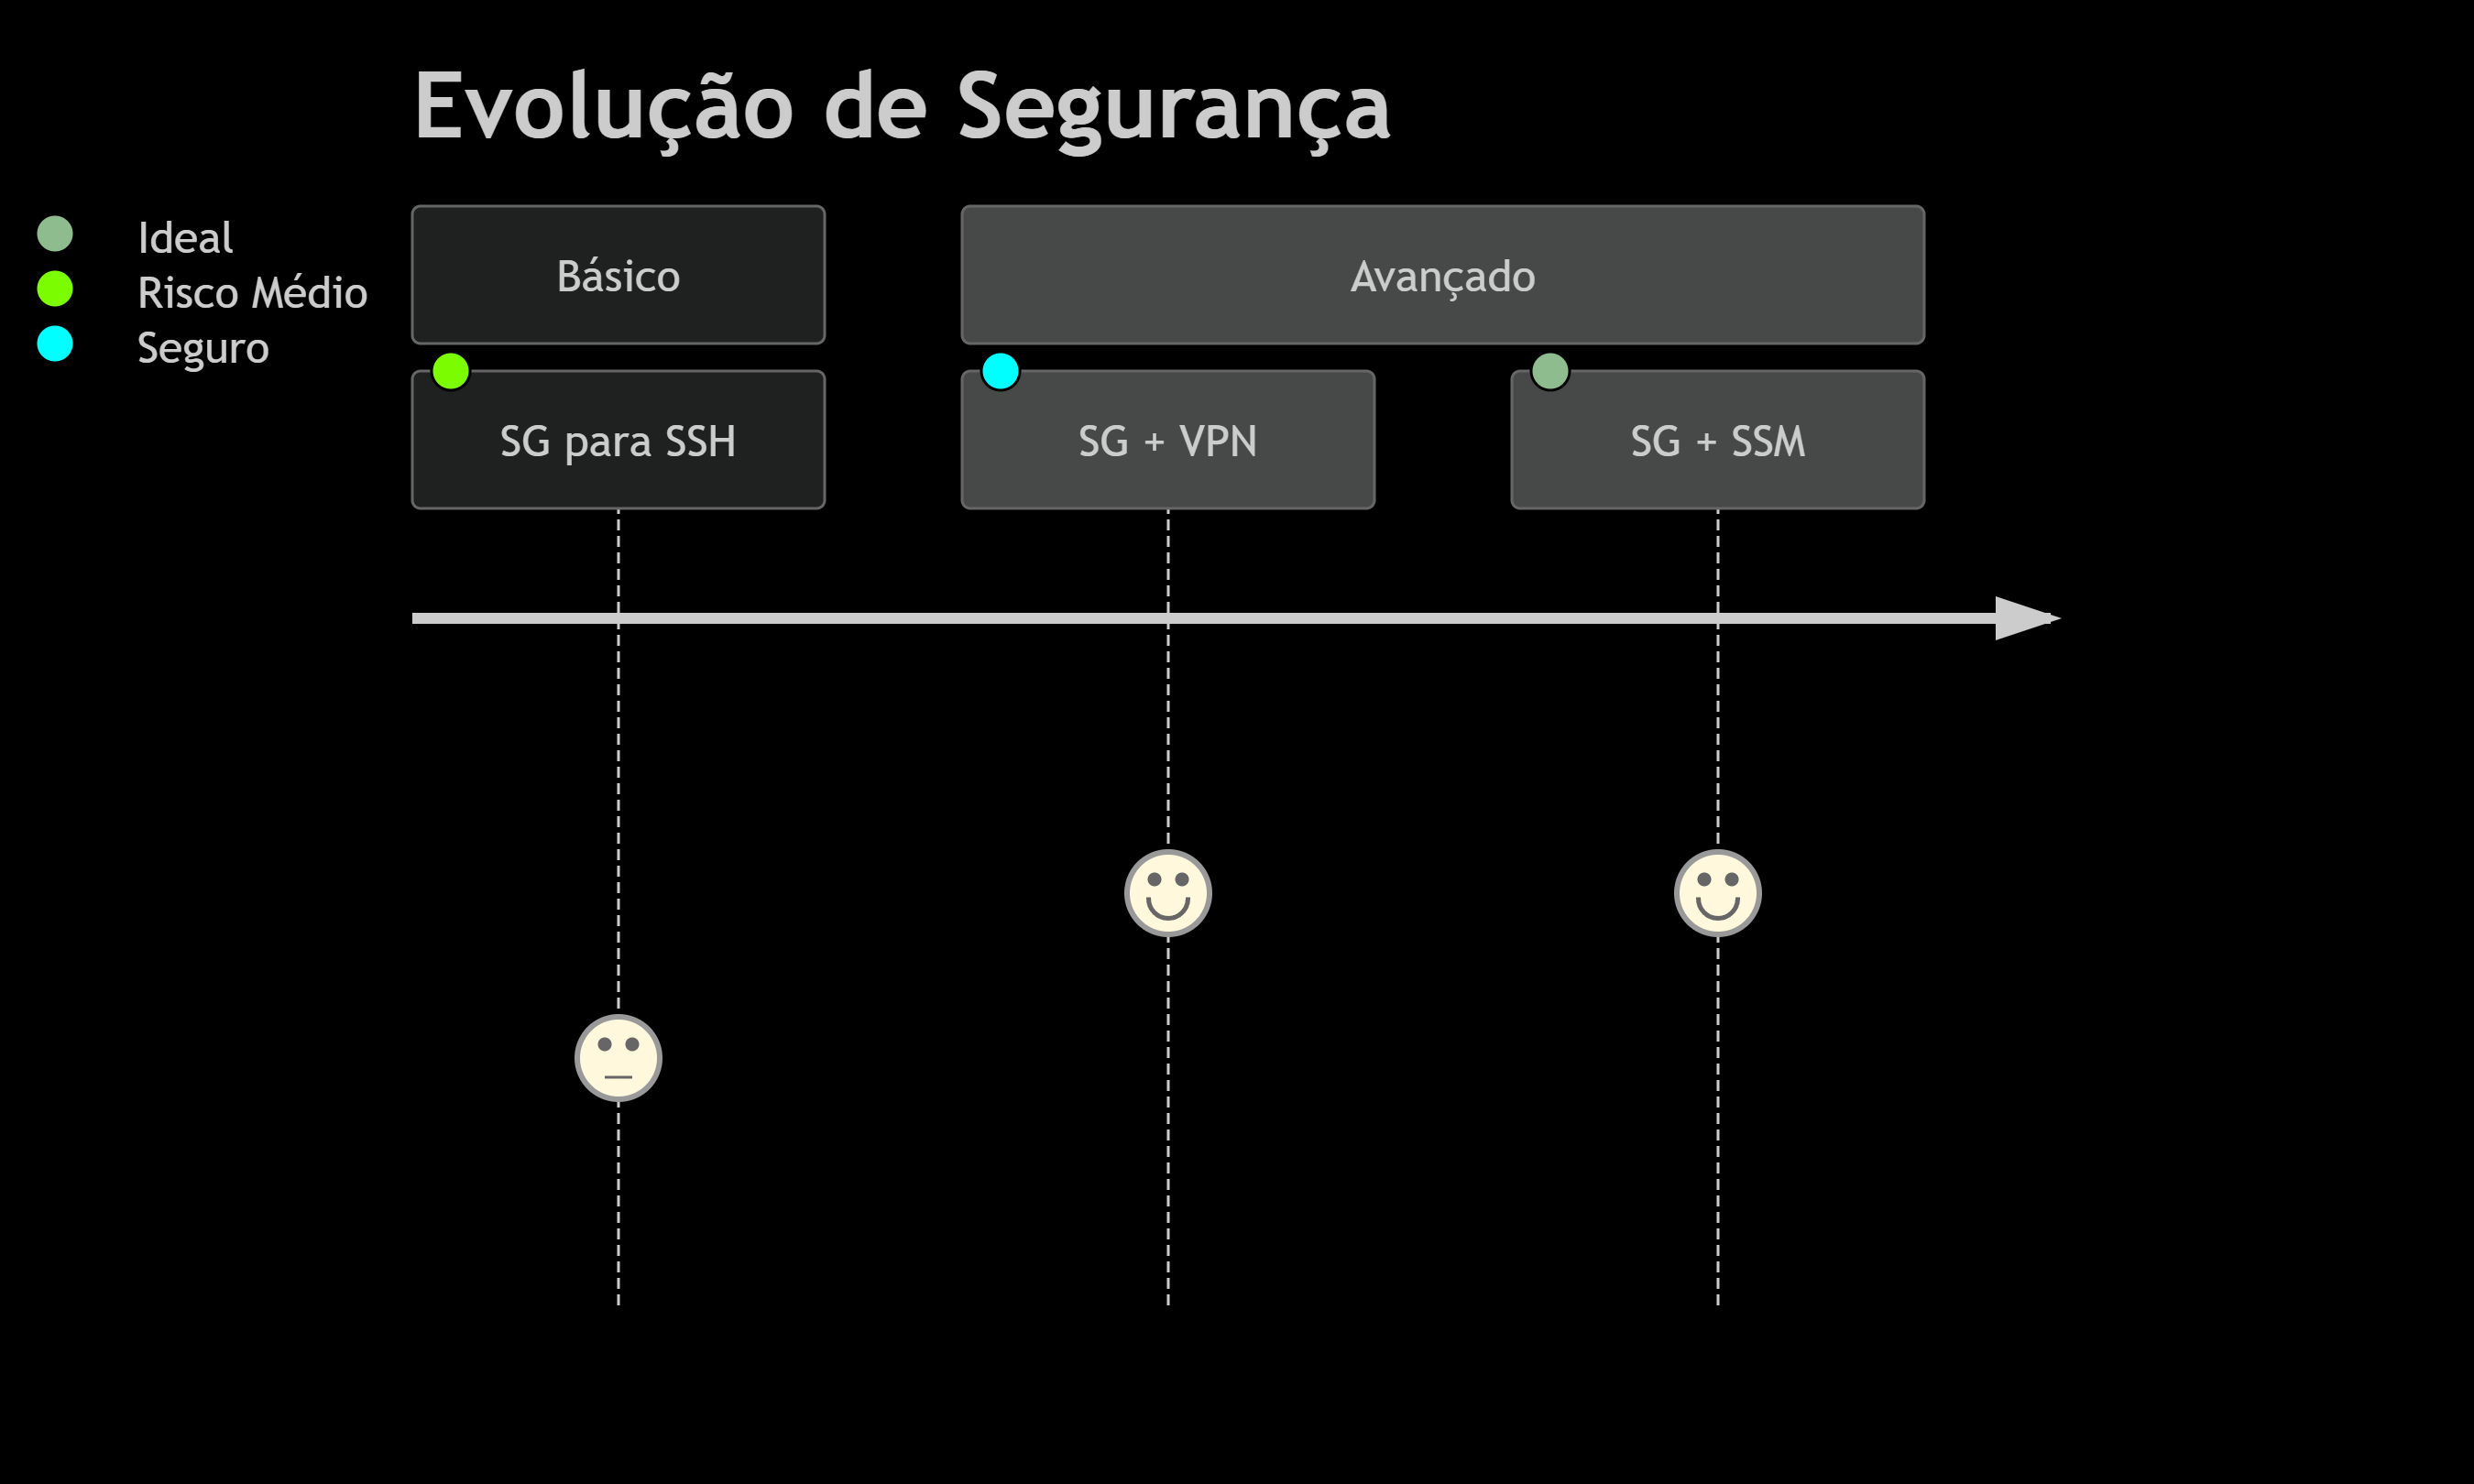 Evolução de Segurança
Ideal
Risco Médio
Seguro
Básico
Avançado
SG para SSH
SG + VPN
SG + SSM